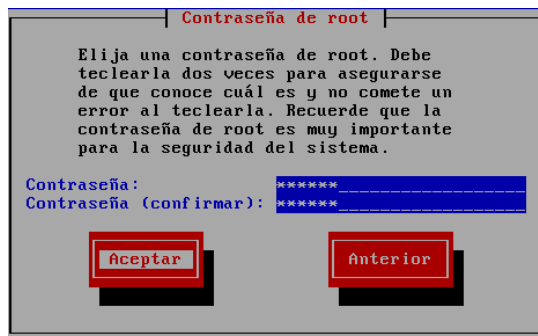 Contraseña de root
Elija una contraseña de root. Debe
teclearla dos veces para asegurarse
de que conoce cuál es y no comete un
error al teclearla. Recuerde que la
contraseña de root es muy importante
para la seguridad del sistema.
Contraseña: ******
Contraseña (confirmar): ******
Aceptar Anterior